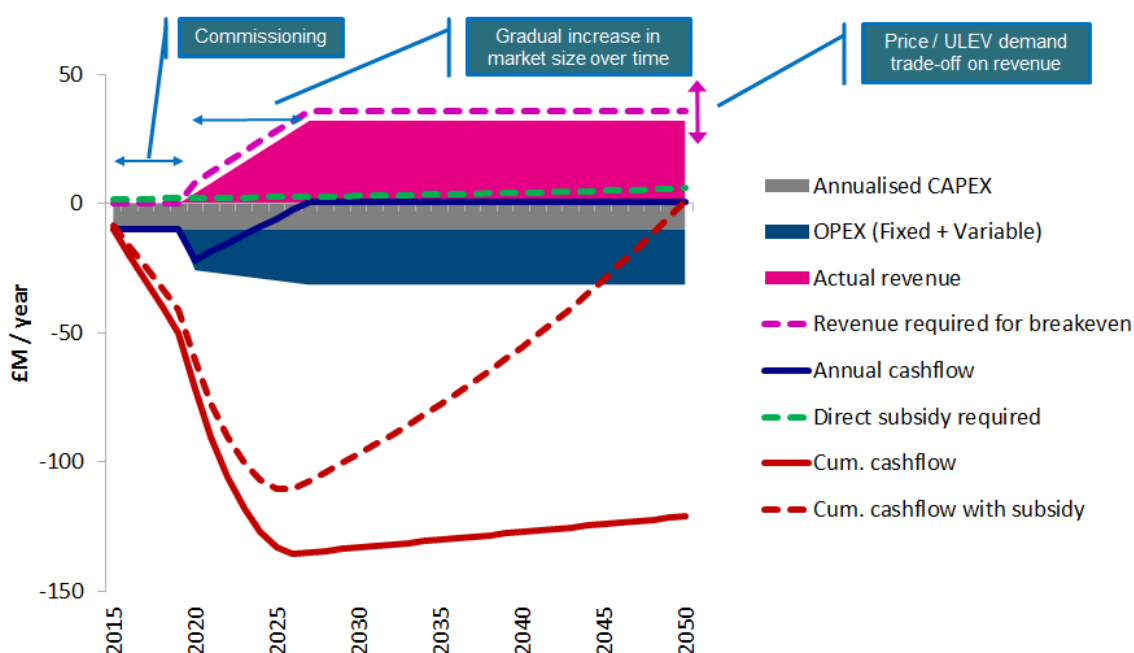 Commissioning
Gradual increase in
market size over time
Price / ULEV demand
trade-off on revenue
£M / year
50
0
-50
-100
-150
2015
2020
2025
2030
2035
2040
2045
2050
Annualised CAPEX
OPEX (Fixed + Variable)
Actual revenue
Revenue required for breakeven
Annual cashflow
Direct subsidy required
Cum. cashflow
Cum. cashflow with subsidy